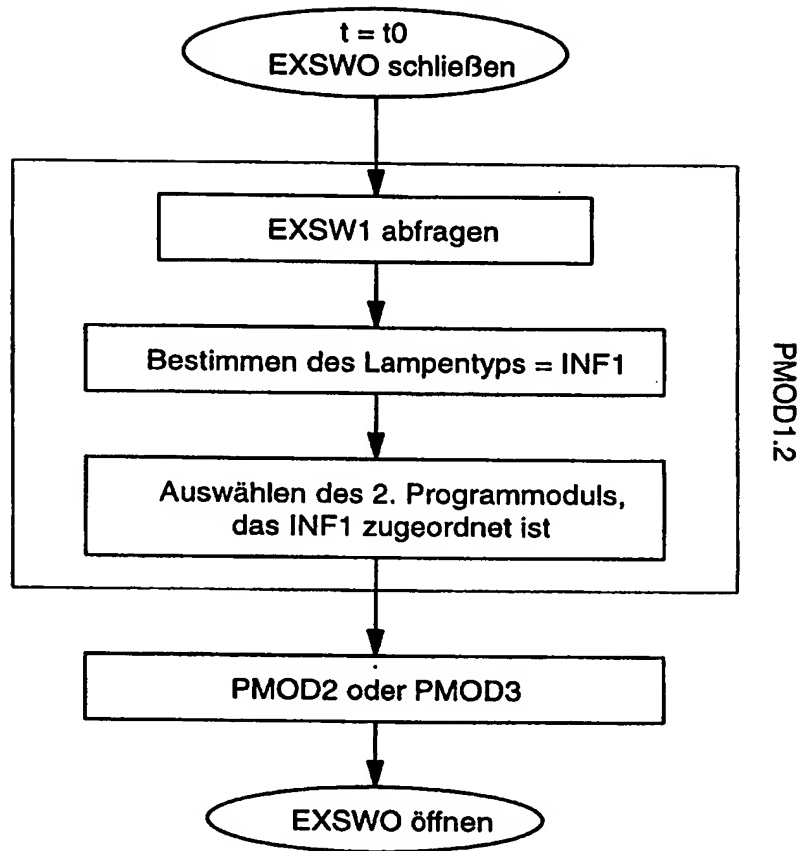 t = t0
EXSWO schließen
EXSW1 abfragen
Bestimmen des Lampentyps = INF1
Auswählen des 2. Programmoduls,
das INF1 zugeordnet ist
PMOD1.2
PMOD2 oder PMOD3
EXSWO öffnen